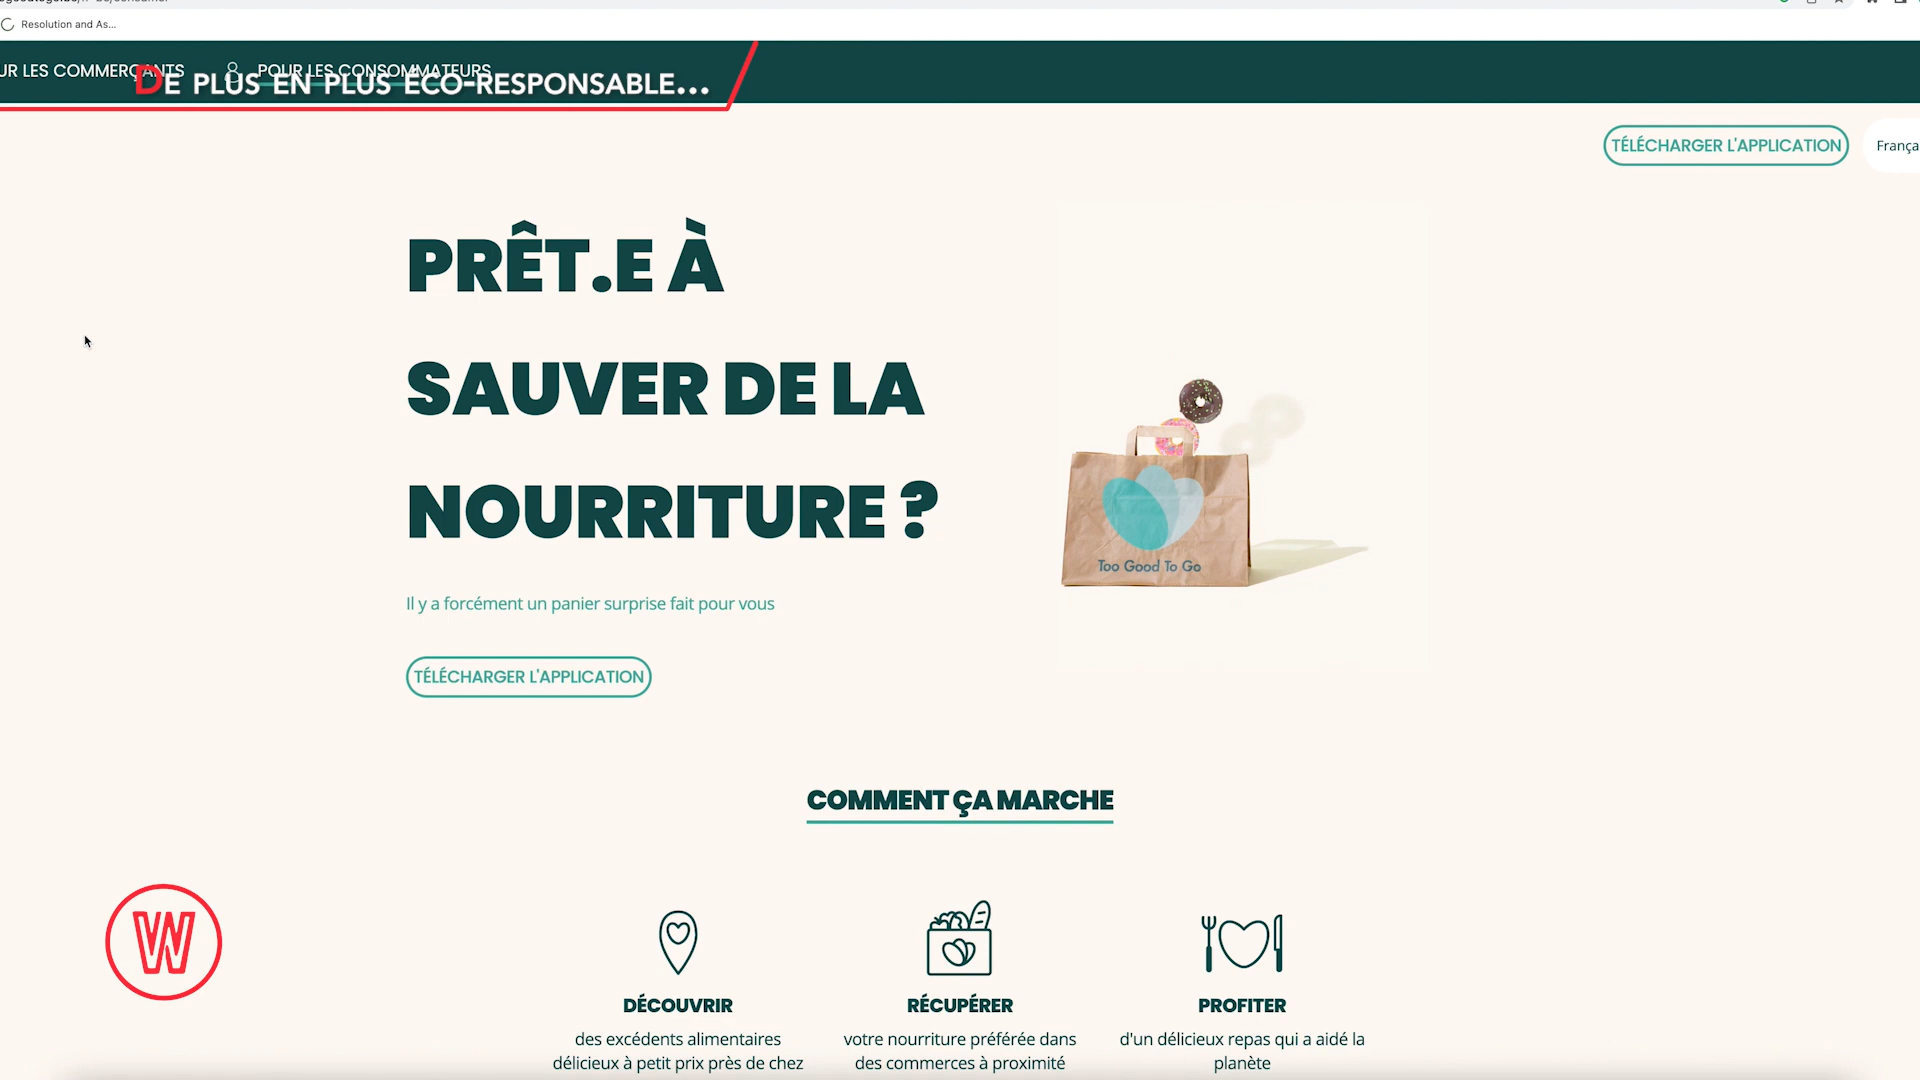 Resolution and As...
UR LES COMMERÇANTS
POUR LES CONSOMMATEURS
DE PLUS EN PLUS ÉCO-RESPONSABLE...
TÉLÉCHARGER L'APPLICATION
França
PRÊT.E À
SAUVER DE LA
NOURRITURE ?
Too Good To Go
Il y a forcément un panier surprise fait pour vous
TÉLÉCHARGER L'APPLICATION
COMMENT ÇA MARCHE
W
DÉCOUVRIR
des excédents alimentaires
délicieux à petit prix près de chez
RÉCUPÉRER
votre nourriture préférée dans
des commerces à proximité
PROFITER
d'un délicieux repas qui a aidé la
planète